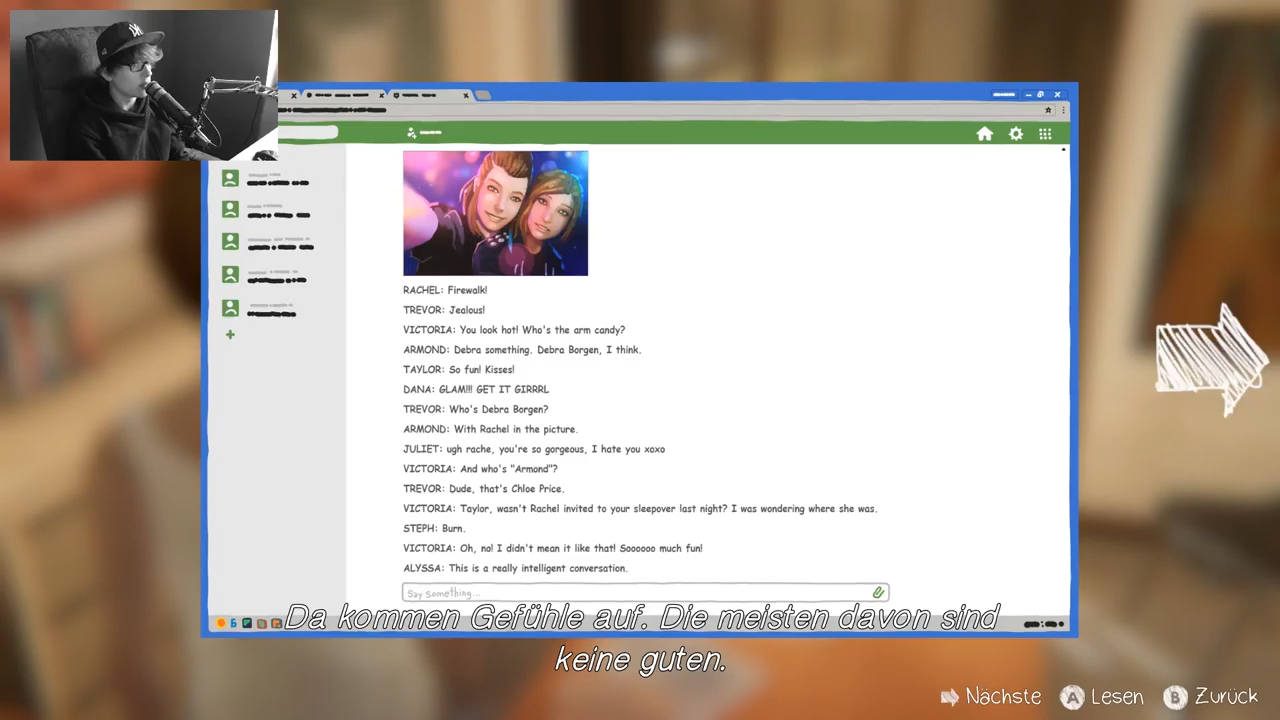 RACHEL: Firewalk!
TREVOR: Jealous!
VICTORIA: You look hot! Who's the arm candy?
ARMOND: Debra something. Debra Borgen, I think.
TAYLOR: So fun! Kisses!
DANA: GLAM!!! GET IT GIRRRL
TREVOR: Who's Debra Borgen?
ARMOND: With Rachel in the picture.
JULIET: ugh rache, you're so gorgeous, I hate you xoxo
VICTORIA: And who's "Armond"?
TREVOR: Dude, that's Chloe Price.
VICTORIA: Taylor, wasn't Rachel invited to your sleepover last night? I was wondering where she was.
STEPH: Burn.
VICTORIA: Oh, no! I didn't mean it like that! Soooooo much fun!
ALYSSA: This is a really intelligent conversation.
Say Something...
Da kommen Gefühle auf. Die meisten davon sind
keine guten.
Nächste A Lesen B Zurück